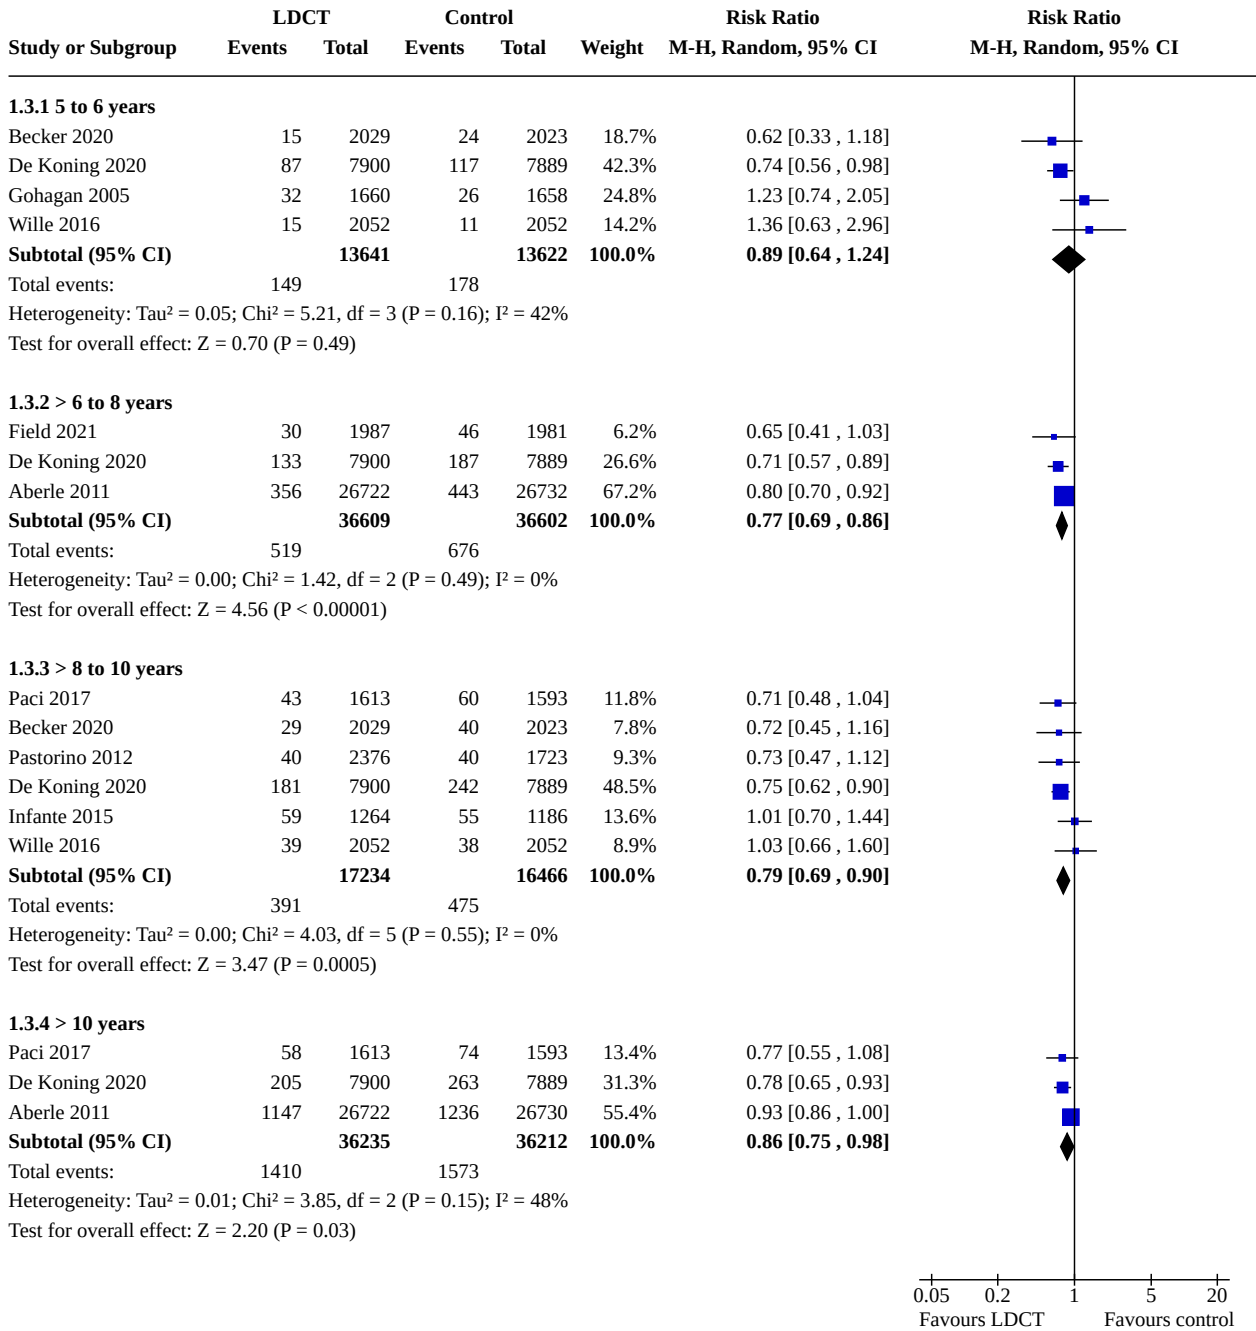 LDCT Control Risk Ratio Risk Ratio
Study or Subgroup Events Total Events Total Weight M-H, Random, 95% CI M-H, Random, 95% CI
1.3.1 5 to 6 years
Becker 2020 15 2029 24 2023 18.7% 0.62 [0.33 , 1.18]
De Koning 2020 87 7900 117 7889 42.3% 0.74 [0.56 , 0.98]
Gohagan 2005 32 1660 26 1658 24.8% 1.23 [0.74 , 2.05]
Wille 2016 15 2052 11 2052 14.2% 1.36 [0.63 , 2.96]
Subtotal (95% CI) 13641 13622 100.0% 0.89 [0.64 , 1.24]
Total events: 149 178
Heterogeneity: Tau² = 0.05; Chi² = 5.21, df = 3 (P = 0.16); I² = 42%
Test for overall effect: Z = 0.70 (P = 0.49)
1.3.2 > 6 to 8 years
Field 2021 30 1987 46 1981 6.2% 0.65 [0.41 , 1.03]
De Koning 2020 133 7900 187 7889 26.6% 0.71 [0.57 , 0.89]
Aberle 2011 356 26722 443 26732 67.2% 0.80 [0.70 , 0.92]
Subtotal (95% CI) 36609 36602 100.0% 0.77 [0.69 , 0.86]
Total events: 519 676
Heterogeneity: Tau² = 0.00; Chi² = 1.42, df = 2 (P = 0.49); I² = 0%
Test for overall effect: Z = 4.56 (P < 0.00001)
1.3.3 > 8 to 10 years
Paci 2017 43 1613 60 1593 11.8% 0.71 [0.48 , 1.04]
Becker 2020 29 2029 40 2023 7.8% 0.72 [0.45 , 1.16]
Pastorino 2012 40 2376 40 1723 9.3% 0.73 [0.47 , 1.12]
De Koning 2020 181 7900 242 7889 48.5% 0.75 [0.62 , 0.90]
Infante 2015 59 1264 55 1186 13.6% 1.01 [0.70 , 1.44]
Wille 2016 39 2052 38 2052 8.9% 1.03 [0.66 , 1.60]
Subtotal (95% CI) 17234 16466 100.0% 0.79 [0.69 , 0.90]
Total events: 391 475
Heterogeneity: Tau² = 0.00; Chi² = 4.03, df = 5 (P = 0.55); I² = 0%
Test for overall effect: Z = 3.47 (P = 0.0005)
1.3.4 > 10 years
Paci 2017 58 1613 74 1593 13.4% 0.77 [0.55 , 1.08]
De Koning 2020 205 7900 263 7889 31.3% 0.78 [0.65 , 0.93]
Aberle 2011 1147 26722 1236 26730 55.4% 0.93 [0.86 , 1.00]
Subtotal (95% CI) 36235 36212 100.0% 0.86 [0.75 , 0.98]
Total events: 1410 1573
Heterogeneity: Tau² = 0.01; Chi² = 3.85, df = 2 (P = 0.15); I² = 48%
Test for overall effect: Z = 2.20 (P = 0.03)
0.05 0.2 1 5 20
Favours LDCT Favours control